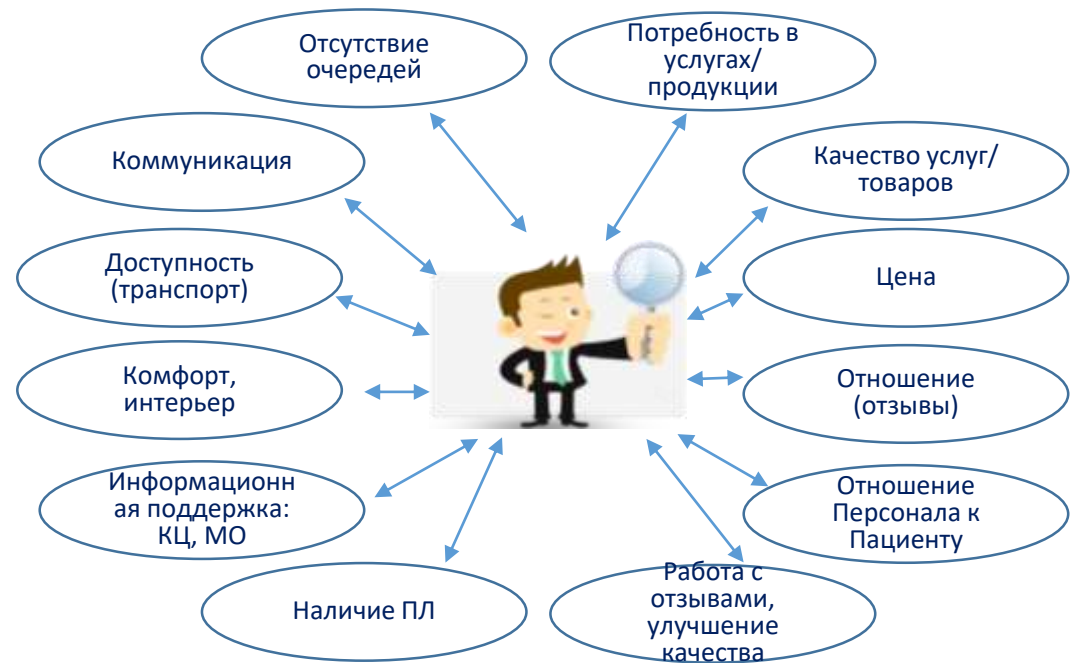 Отсутствие
очередей
Потребность в
услугах/
продукции
Коммуникация
Качество услуг/
товаров
Доступность
(транспорт)
Цена
Комфорт,
интерьер
Отношение
(отзывы)
Информационн
ая поддержка:
КЦ, МО
Отношение
Персонала к
Пациенту
Наличие ПЛ
Работа с
отзывами,
улучшение
качества